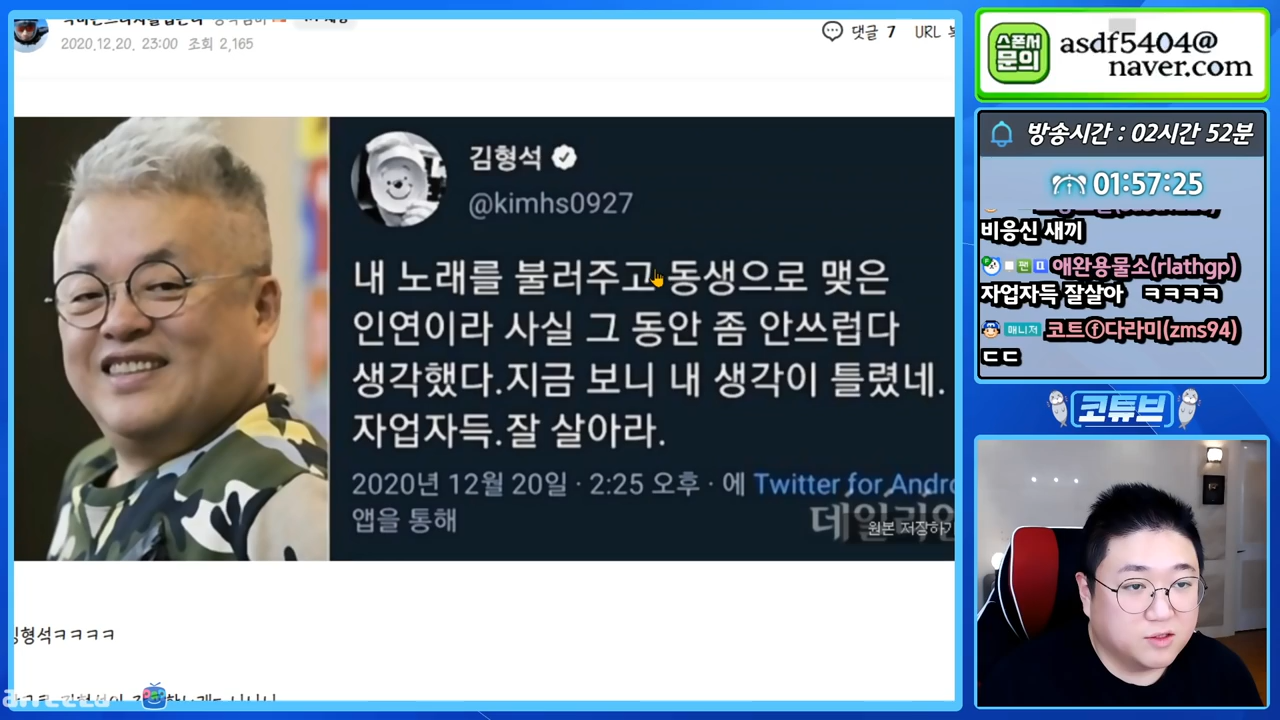 2020.12.20. 23:00 조회 2,165
댓글 7 URL
김형석
@kimhs0927
내 노래를 불러주고 동생으로 맺은
인연이라 사실 그 동안 좀 안쓰럽다
생각했다.지금 보니 내 생각이 틀렸네.
자업자득.잘 살아라.
2020년 12월 20일 · 2:25 오후 · 에 Twitter for Andro
앱을 통해
데일리안
원본 저장하기
김형석ㅋㅋㅋㅋ
스폰서
문의
asdf5404@
naver.com
방송시간 : 02시간 52분
01:57:25
비응신 새끼
팬 애완용물소(rlathgp)
자업자득 잘살아 ㅋㅋㅋㅋ
매니저 코트ⓕ다라미(zms94)
ㄷㄷ
코튜브